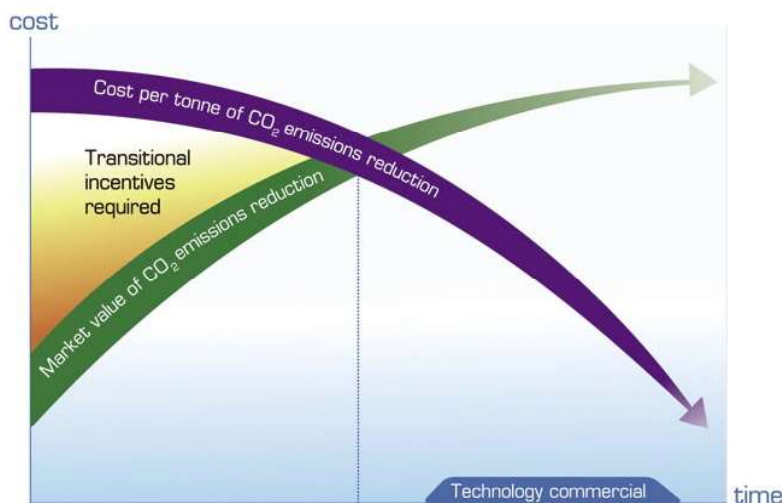 cost
Cost per tonne of CO₂ emissions reduction
Transitional
incentives
required
Market value of CO₂ emissions reduction
Technology commercial
time